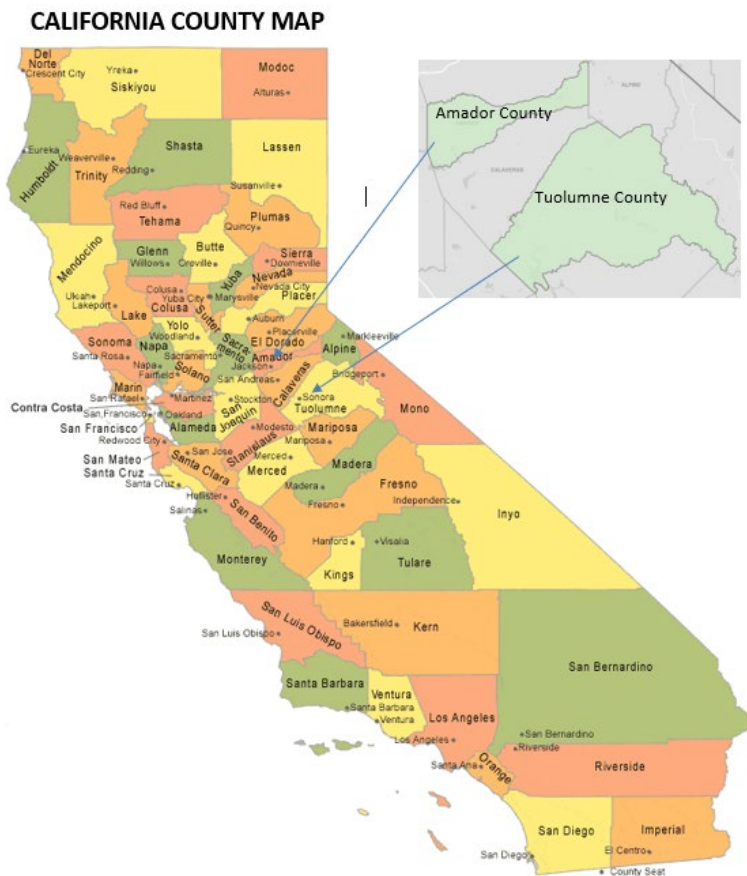 CALIFORNIA COUNTY MAP
Del
Norte
Crescent City
Yreka
Siskiyou
Modoc
Alturas
Amador County
ALPINE
CALAVERAS
Tuolumne County
Eureka
Humboldt
Weaverville
Trinity
Shasta
Redding
Lassen
Susanville
Red Bluff
Tehama
Plumas
Quincy
Mendocino
Glenn
Willows
Butte
Oroville
Sierra
Downieville
Yuba
Nevada
Nevada City
Ukiah
Lakeport
Lake
Colusa
Colusa
Yuba City
Marysville
Sutter
Placer
Auburn
Yolo
Woodland
Placerville
El Dorado
Sonoma
Santa Rosa
Napa
Napa
Sacramento
Sacra-
mento
Amador
Jackson
Alpine
Markleeville
Fairfield
Solano
San Andreas
Calaveras
Bridgeport
Marin
San Rafael
Contra Costa
Martinez
Stockton
San
Joaquin
Sonora
Tuolumne
Mono
San Francisco
Oakland
San Francisco
Alameda
Redwood City
Modesto
Stanislaus
Mariposa
Mariposa
San Mateo
San Jose
Santa Clara
Merced
Merced
Madera
Madera
Santa Cruz
Santa Cruz
Hollister
Salinas
San Benito
Fresno
Fresno
Independence
Inyo
Monterey
Hanford
Kings
Visalia
Tulare
San Luis Obispo
San Luis Obispo
Bakersfield
Kern
San Bernardino
Santa Barbara
Santa Barbara
Ventura
Ventura
Los Angeles
Los Angeles
San Bernardino
Riverside
Santa Ana
Orange
Riverside
San Diego
San Diego
Imperial
El Centro
County Seat